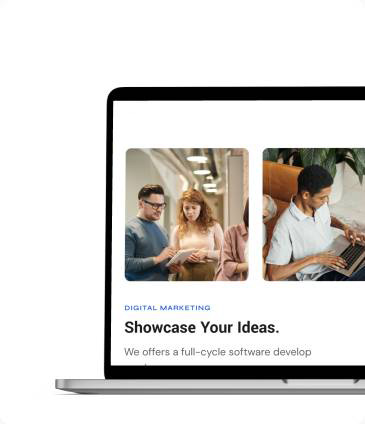 DIGITAL MARKETING
Showcase Your Ideas.
We offers a full-cycle software develop